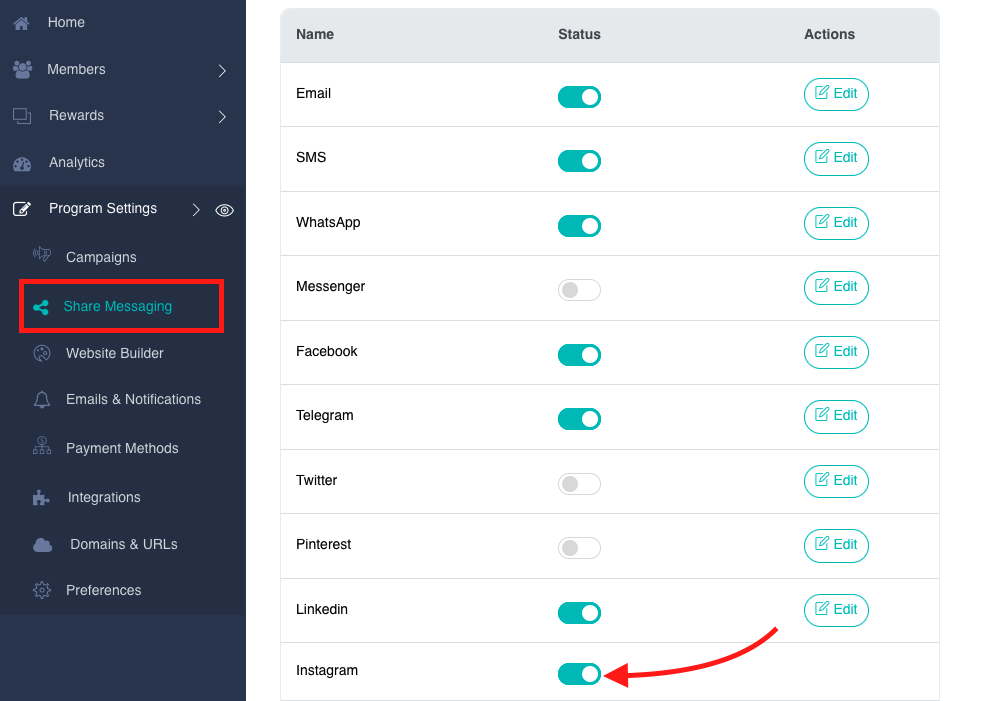 Home
Members
Rewards
Analytics
Program Settings
Campaigns
Share Messaging
Website Builder
Emails & Notifications
Payment Methods
Integrations
Domains & URLs
Preferences
Name Status Actions
Email Edit
SMS Edit
WhatsApp Edit
Messenger Edit
Facebook Edit
Telegram Edit
Twitter Edit
Pinterest Edit
Linkedin Edit
Instagram